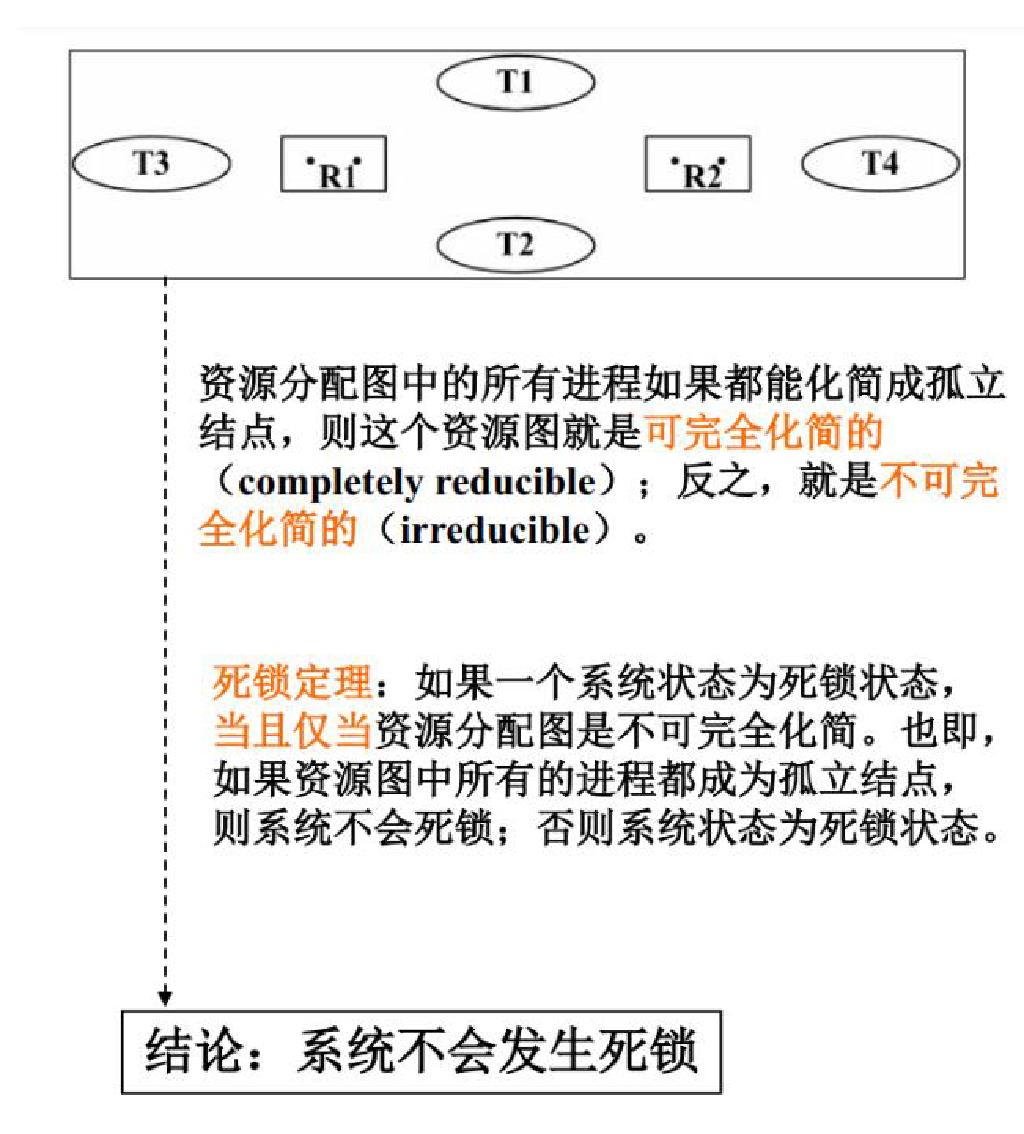 T1
T3 R1 R2 T4
T2
资源分配图中的所有进程如果都能化简成孤立
结点，则这个资源图就是可完全化简的
（completely reducible）；反之，就是不可完
全化简的（irreducible）。
死锁定理：如果一个系统状态为死锁状态，
当且仅当资源分配图是不可完全化简。也即，
如果资源图中所有的进程都成为孤立结点，
则系统不会死锁；否则系统状态为死锁状态。
结论：系统不会发生死锁